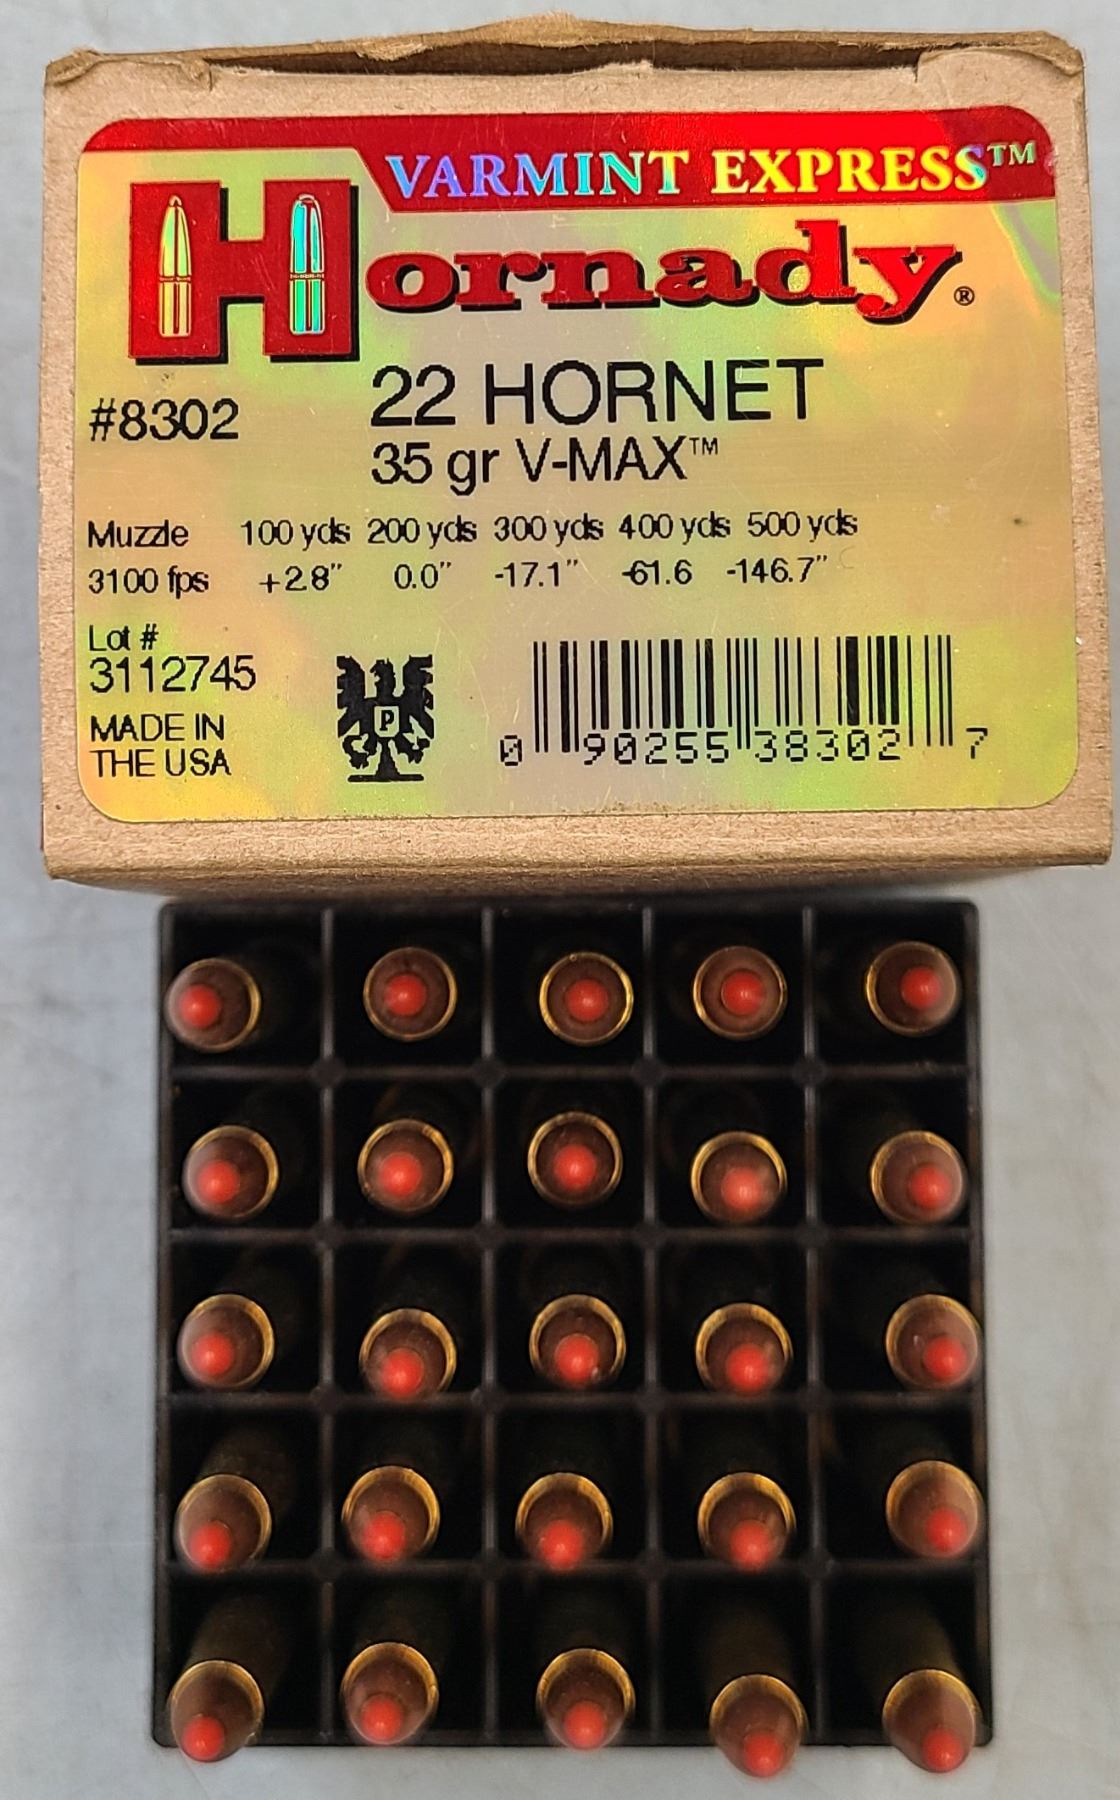 VARMINT EXPRESS™
Hornady®
#8302
22 HORNET
35 gr V-MAX™
Muzzle 100 yds 200 yds 300 yds 400 yds 500 yds
3100 fps +2.8" 0.0" -17.1" -61.6 -146.7"
Lot #
3112745
MADE IN
THE USA
P
0 90255 38302 7